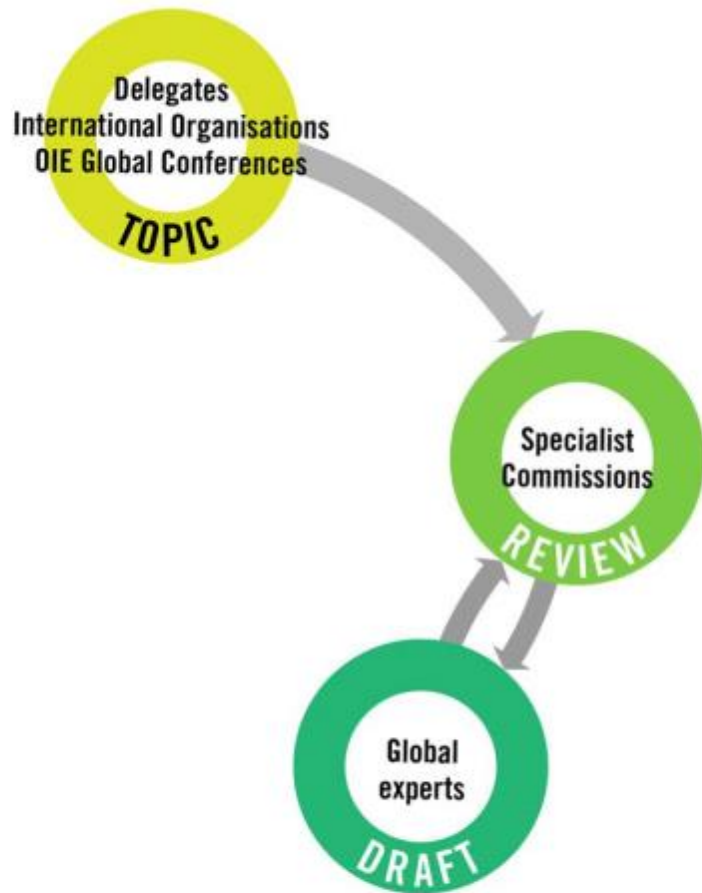 Delegates
International Organisations
OIE Global Conferences
TOPIC
Specialist
Commissions
REVIEW
Global
experts
DRAFT